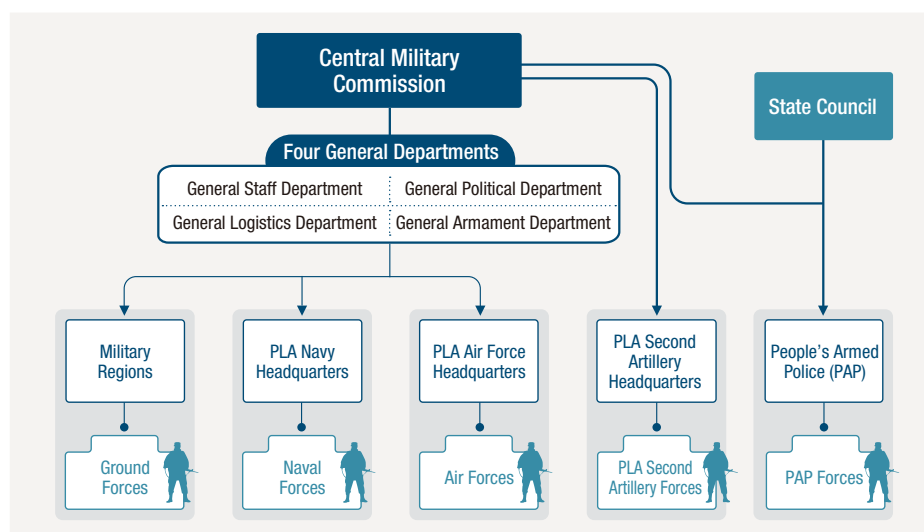 Central Military
Commission
State Council
Four General Departments
General Staff Department
General Political Department
General Logistics Department
General Armament Department
Military
Regions
PLA Navy
Headquarters
PLA Air Force
Headquarters
PLA Second
Artillery
Headquarters
People’s Armed
Police (PAP)
Ground
Forces
Naval
Forces
Air Forces
PLA Second
Artillery Forces
PAP Forces